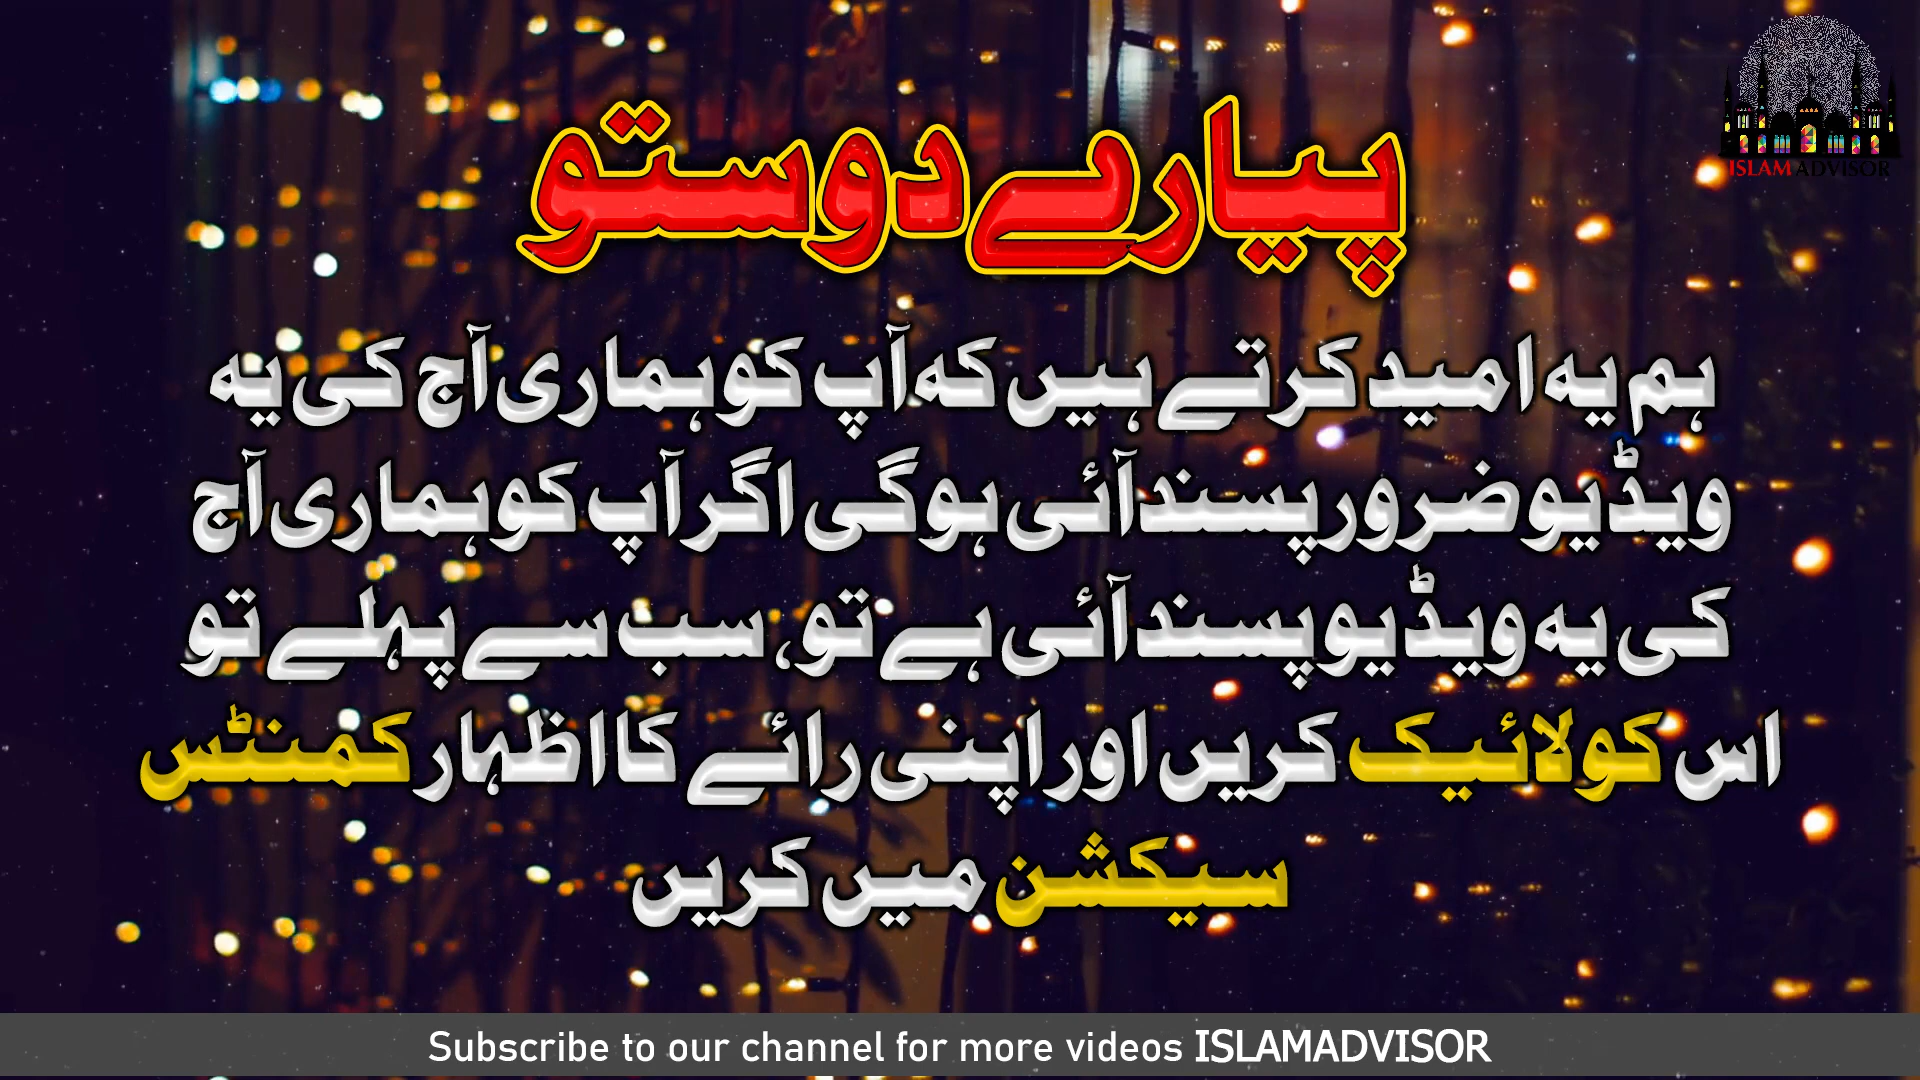 ISLAM ADVISOR
پیارے دوستو
ہم یہ امید کرتے ہیں کہ آپ کو ہماری آج کی یہ
ویڈیو ضرور پسند آئی ہوگی اگر آپ کو ہماری آج
کی یہ ویڈیو پسند آئی ہے تو، سب سے پہلے تو
اس کو لائیک کریں اور اپنی رائے کا اظہار کمنٹس
سیکشن میں کریں
Subscribe to our channel for more videos ISLAMADVISOR